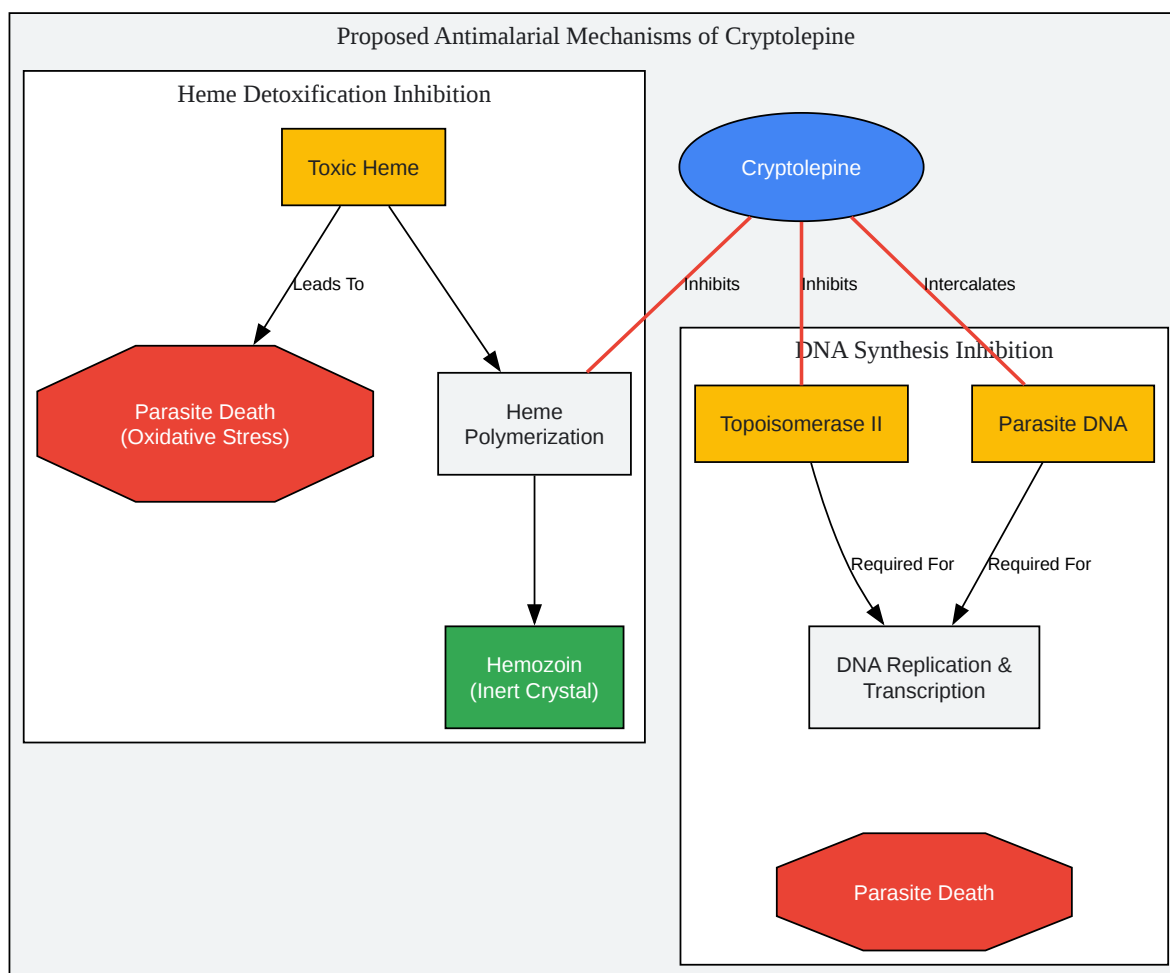 Proposed Antimalarial Mechanisms of Cryptolepine
Heme Detoxification Inhibition
Toxic Heme
Cryptolepine
Leads To
Inhibits
Inhibits
Intercalates
DNA Synthesis Inhibition
Parasite Death
(Oxidative Stress)
Heme
Polymerization
Topoisomerase II
Parasite DNA
Required For
Required For
Hemozoin
(Inert Crystal)
DNA Replication &
Transcription
Parasite Death